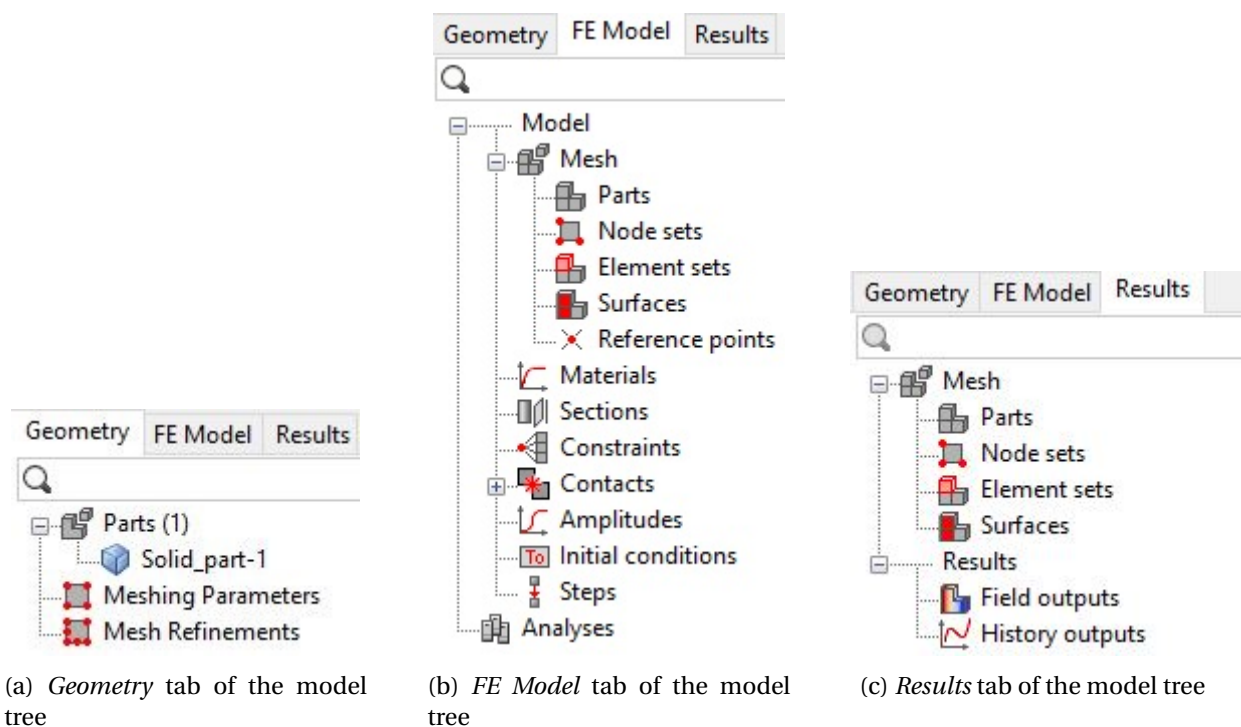 Geometry FE Model Results
Parts (1)
Solid_part-1
Meshing Parameters
Mesh Refinements
(a) Geometry tab of the model
tree
Geometry FE Model Results
Model
Mesh
Parts
Node sets
Element sets
Surfaces
Reference points
Materials
Sections
Constraints
Contacts
Amplitudes
To Initial conditions
Steps
Analyses
(b) FE Model tab of the model
tree
Geometry FE Model Results
Mesh
Parts
Node sets
Element sets
Surfaces
Results
Field outputs
History outputs
(c) Results tab of the model tree